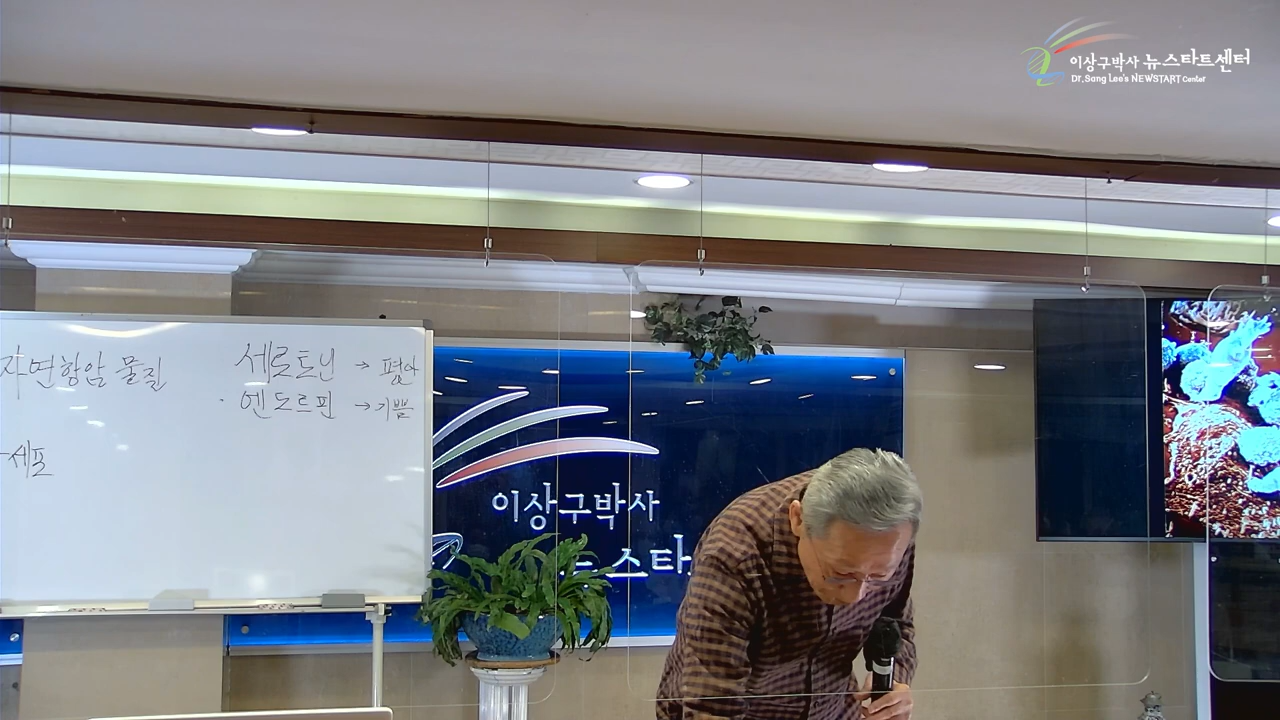 이상구박사 뉴스타트센터
Dr. Sang Lee's NEWSTART Center
자연항암 물질
세로토닌 → 평안
· 엔도르핀 → 기쁨
세포
이상구박사
뉴스타